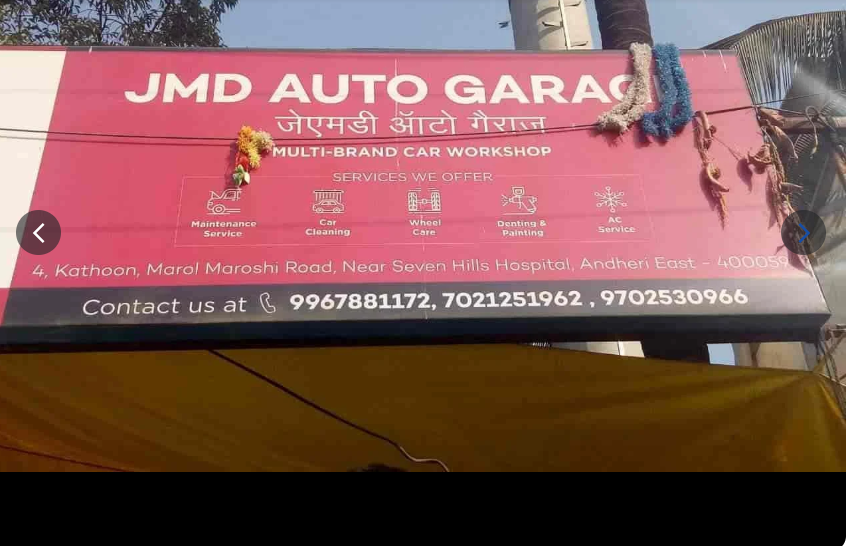 JMD AUTO GARAG
जेएमडी ॲाटो गैराज
MULTI-BRAND CAR WORKSHOP
SERVICES WE OFFER
Maintenance Service
Car Cleaning
Wheel Care
Denting & Painting
AC Service
4, Kathoon, Marol Maroshi Road, Near Seven Hills Hospital, Andheri East - 400059
Contact us at 9967881172, 7021251962 , 9702530966